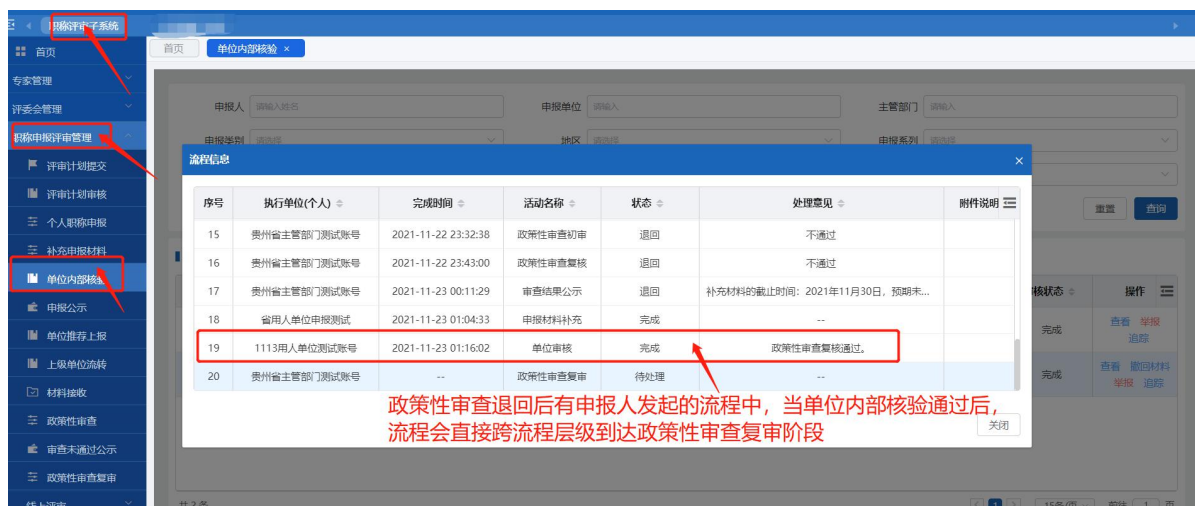 职称评审子系统
首页
专家管理
评委会管理
职称申报评审管理
评审计划提交
评审计划审核
个人职称申报
补充申报材料
单位内部核验
申报公示
单位推荐上报
上级单位流转
材料接收
政策性审查
审查未通过公示
政策性审查复审
线上评审
首页 单位内部核验 ×
申报人 请输入姓名 申报单位 请输入 主管部门 请输入
申报类别 请选择 地区 请选择 申报系列 请选择
重置 查询
流程信息 ×
序号 执行单位(个人) 完成时间 活动名称 状态 处理意见 附件说明
15 贵州省主管部门测试账号 2021-11-22 23:32:38 政策性审查初审 退回 不通过
16 贵州省主管部门测试账号 2021-11-22 23:43:00 政策性审查复核 退回 不通过
17 贵州省主管部门测试账号 2021-11-23 00:11:29 审查结果公示 退回 补充材料的截止时间：2021年11月30日，预期未...
18 省用人单位申报测试 2021-11-23 01:04:33 申报材料补充 完成 --
19 1113用人单位测试账号 2021-11-23 01:16:02 单位审核 完成 政策性审查复核通过。
20 贵州省主管部门测试账号 -- 政策性审查复审 待处理 --
政策性审查退回后有申报人发起的流程中，当单位内部核验通过后，
流程会直接跨流程层级到达政策性审查复审阶段
关闭
核状态 操作
完成 查看 举报
追踪
完成 查看 撤回材料
举报 追踪
共 2 条 1 15条/页 前往 1 页